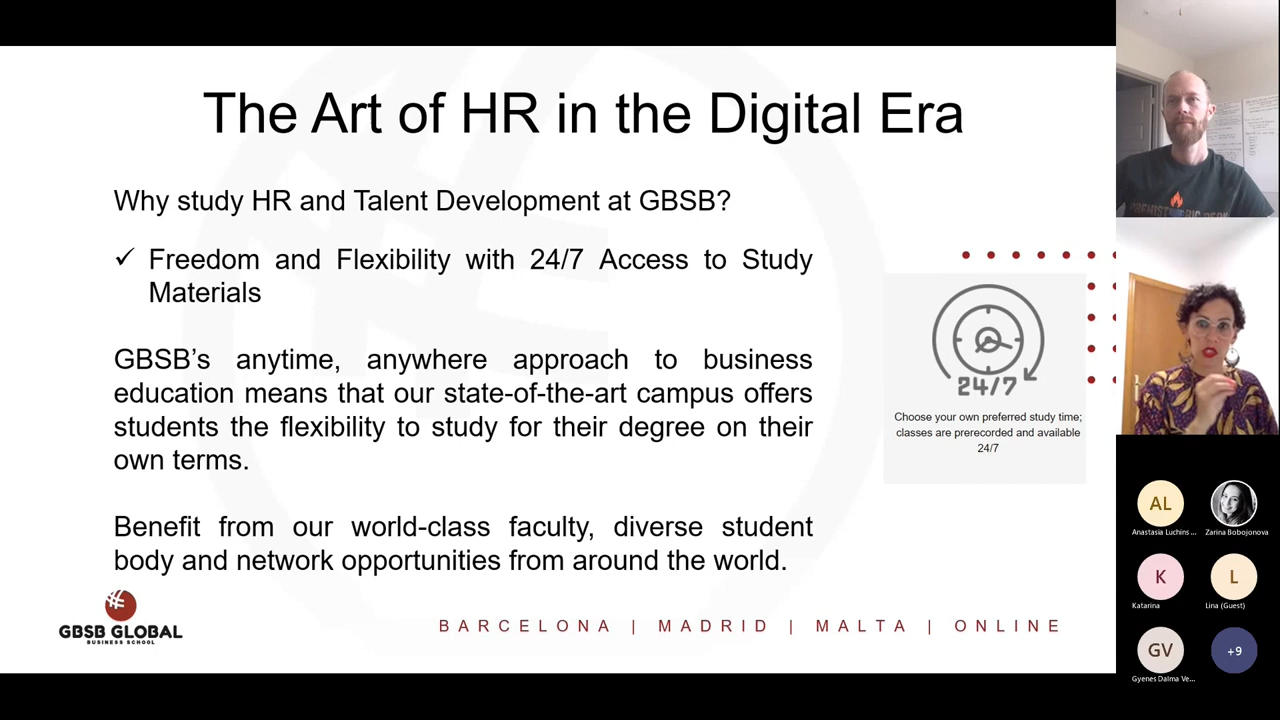 The Art of HR in the Digital Era
Why study HR and Talent Development at GBSB?
✓ Freedom and Flexibility with 24/7 Access to Study
Materials
GBSB’s anytime, anywhere approach to business
education means that our state-of-the-art campus offers
students the flexibility to study for their degree on their
own terms.
Benefit from our world-class faculty, diverse student
body and network opportunities from around the world.
24/7
Choose your own preferred study time;
classes are prerecorded and available
24/7
GBSB GLOBAL
BUSINESS SCHOOL
BARCELONA | MADRID | MALTA | ONLINE
AL
Anastasia Luchins ...
Zarina Bobojonova
K
Katarina
L
Lina (Guest)
GV
Gyenes Dalma Ve...
+9